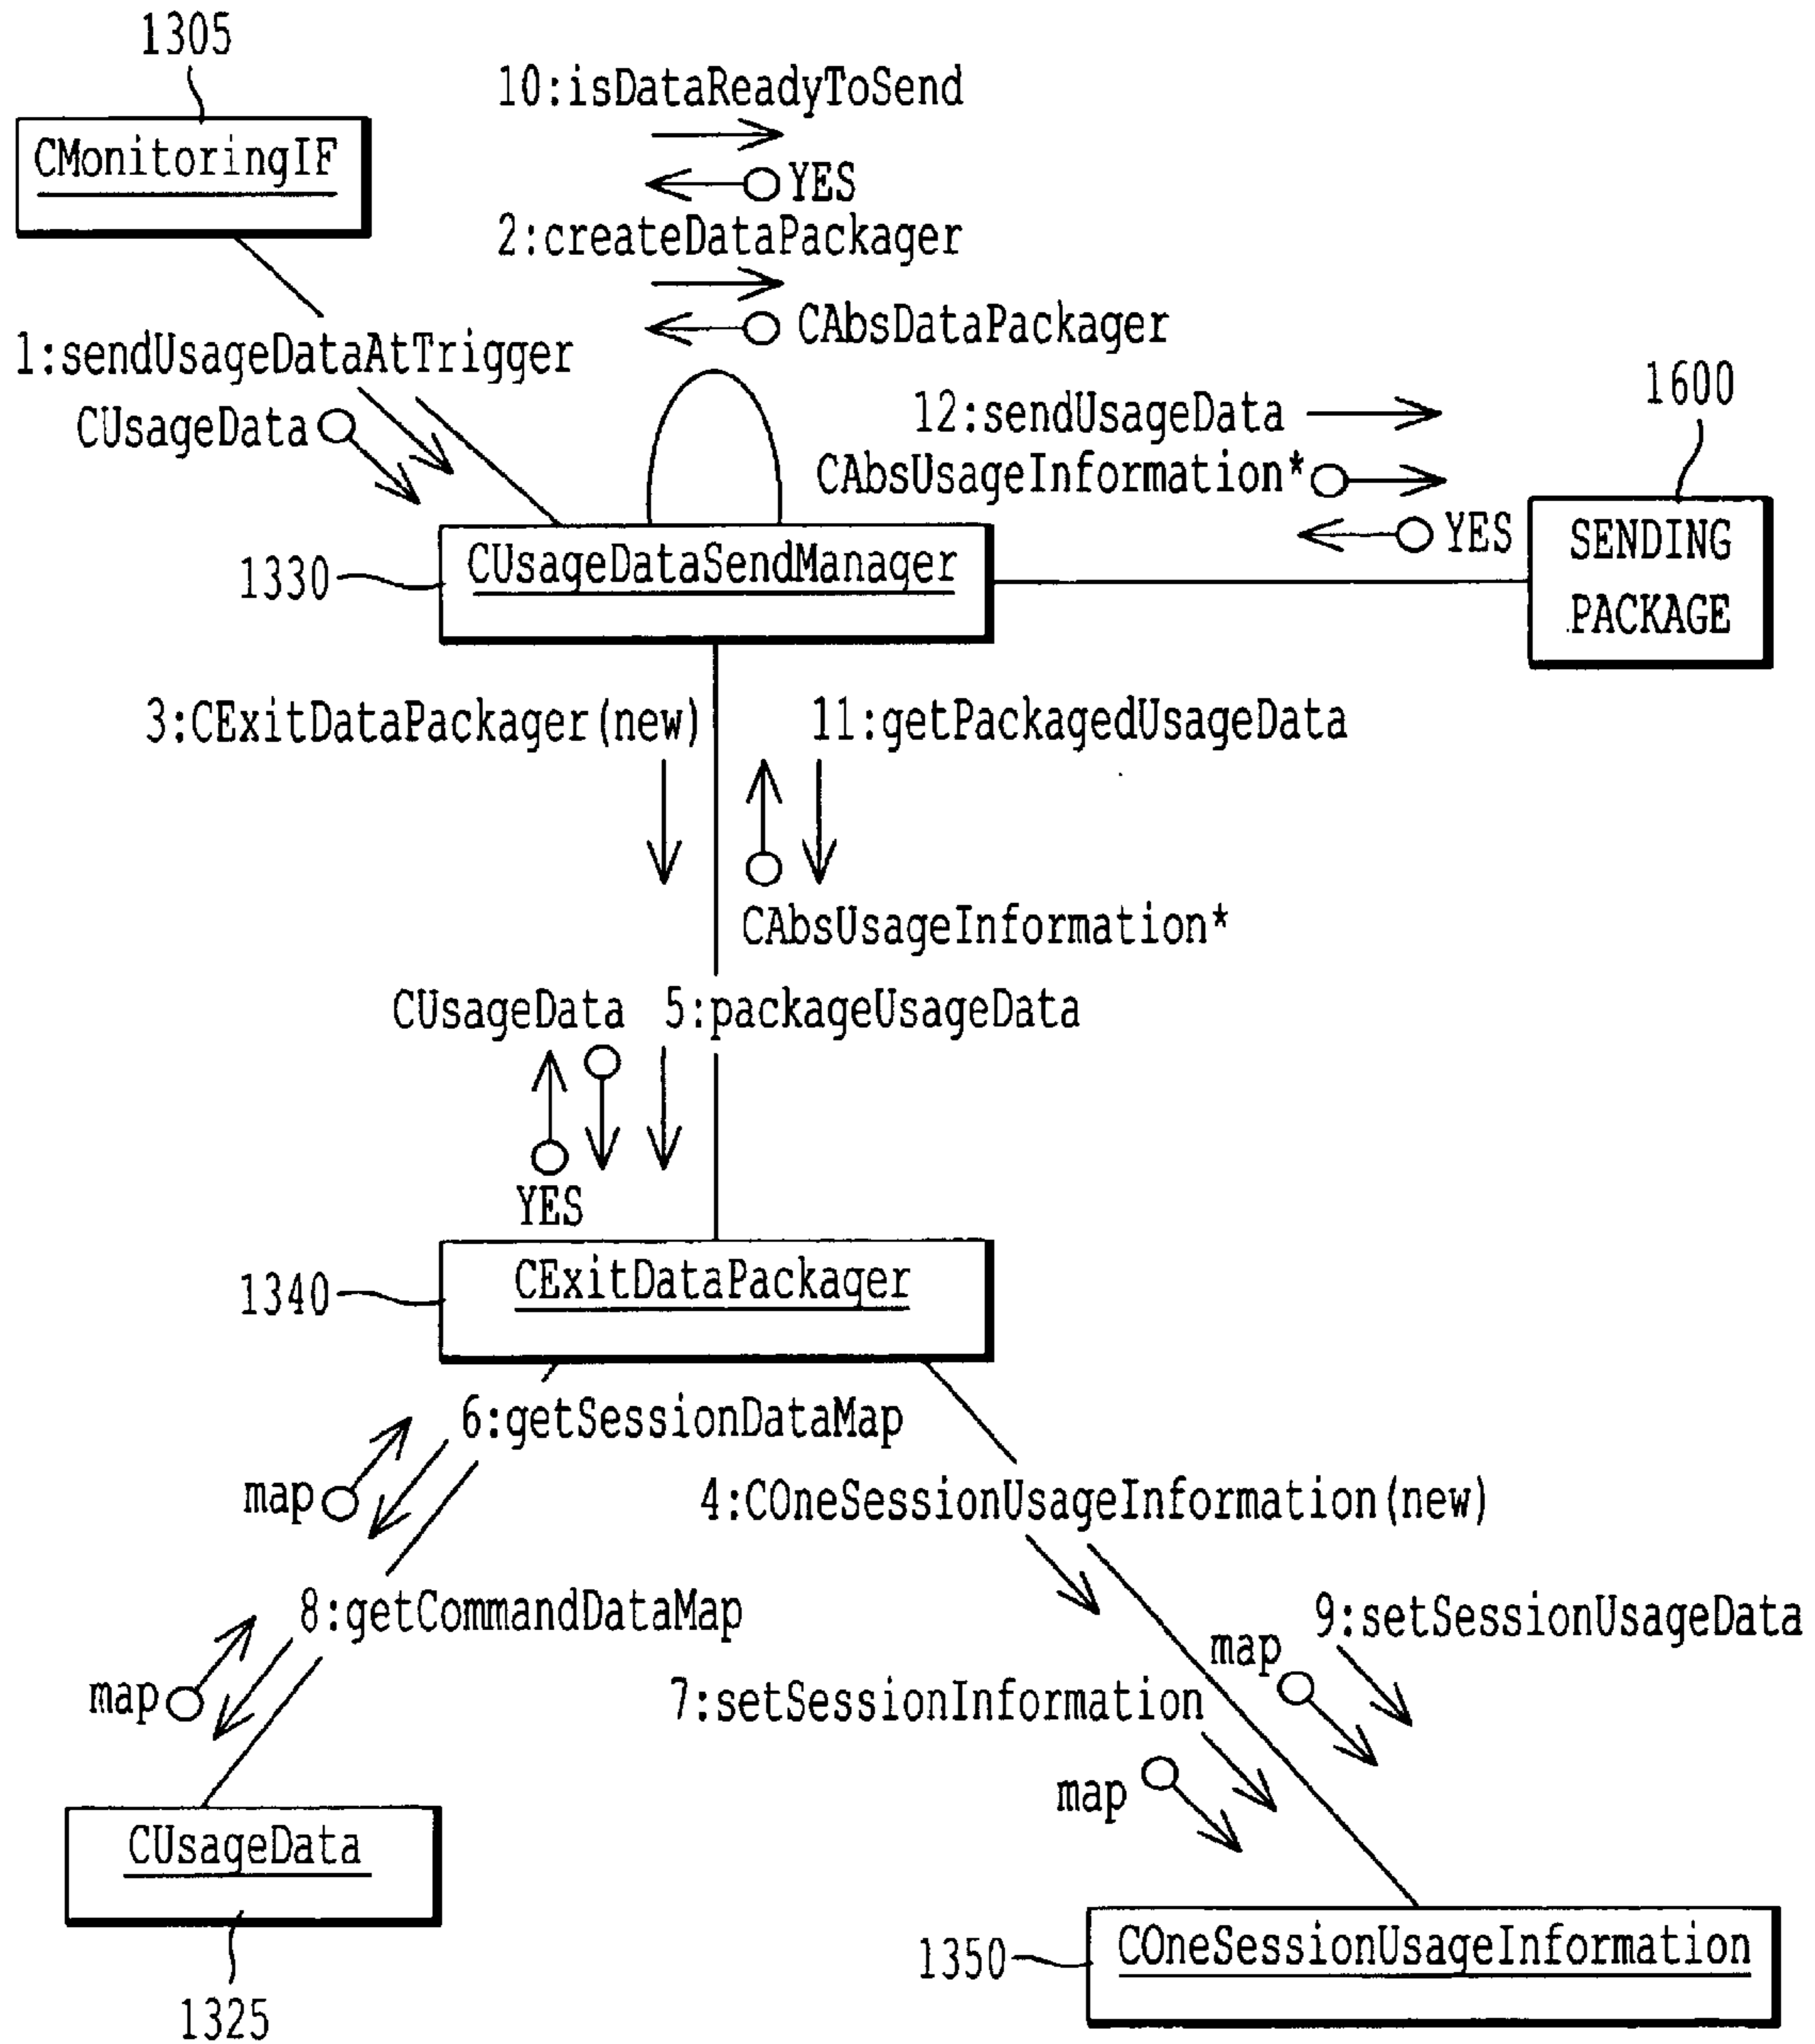 1305
10:isDataReadyToSend
CMonitoringIF
YES
2:createDataPackager
CAbsDataPackager
1:sendUsageDataAtTrigger
CUsageData
12:sendUsageData
1600
CAbsUsageInformation*
YES
1330
CUsageDataSendManager
SENDING
PACKAGE
3:CExitDataPackager(new)
11:getPackagedUsageData
CAbsUsageInformation*
CUsageData
5:packageUsageData
YES
1340
CExitDataPackager
6:getSessionDataMap
map
4:COneSessionUsageInformation(new)
8:getCommandDataMap
map
9:setSessionUsageData
map
7:setSessionInformation
map
CUsageData
1325
1350
COneSessionUsageInformation